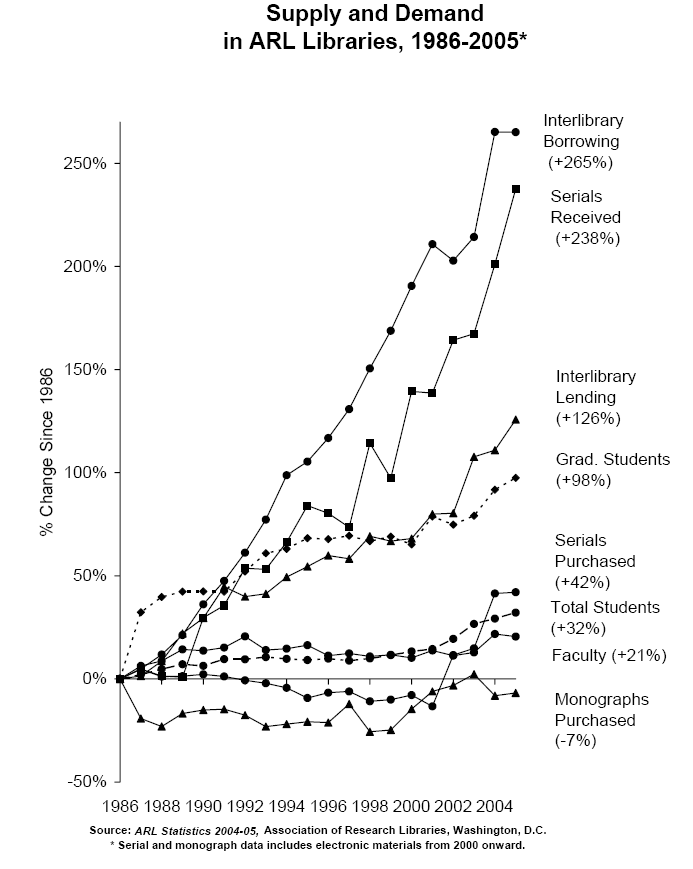 Supply and Demand
in ARL Libraries, 1986-2005*
Interlibrary
Borrowing
(+265%)
250%
Serials
Received
(+238%)
200%
150%
Interlibrary
Lending
(+126%)
% Change Since 1986
100%
Grad. Students
(+98%)
50%
Serials
Purchased
(+42%)
Total Students
(+32%)
Faculty (+21%)
0%
Monographs
Purchased
(-7%)
-50%
1986 1988 1990 1992 1994 1996 1998 2000 2002 2004
Source: ARL Statistics 2004-05, Association of Research Libraries, Washington, D.C.
* Serial and monograph data includes electronic materials from 2000 onward.